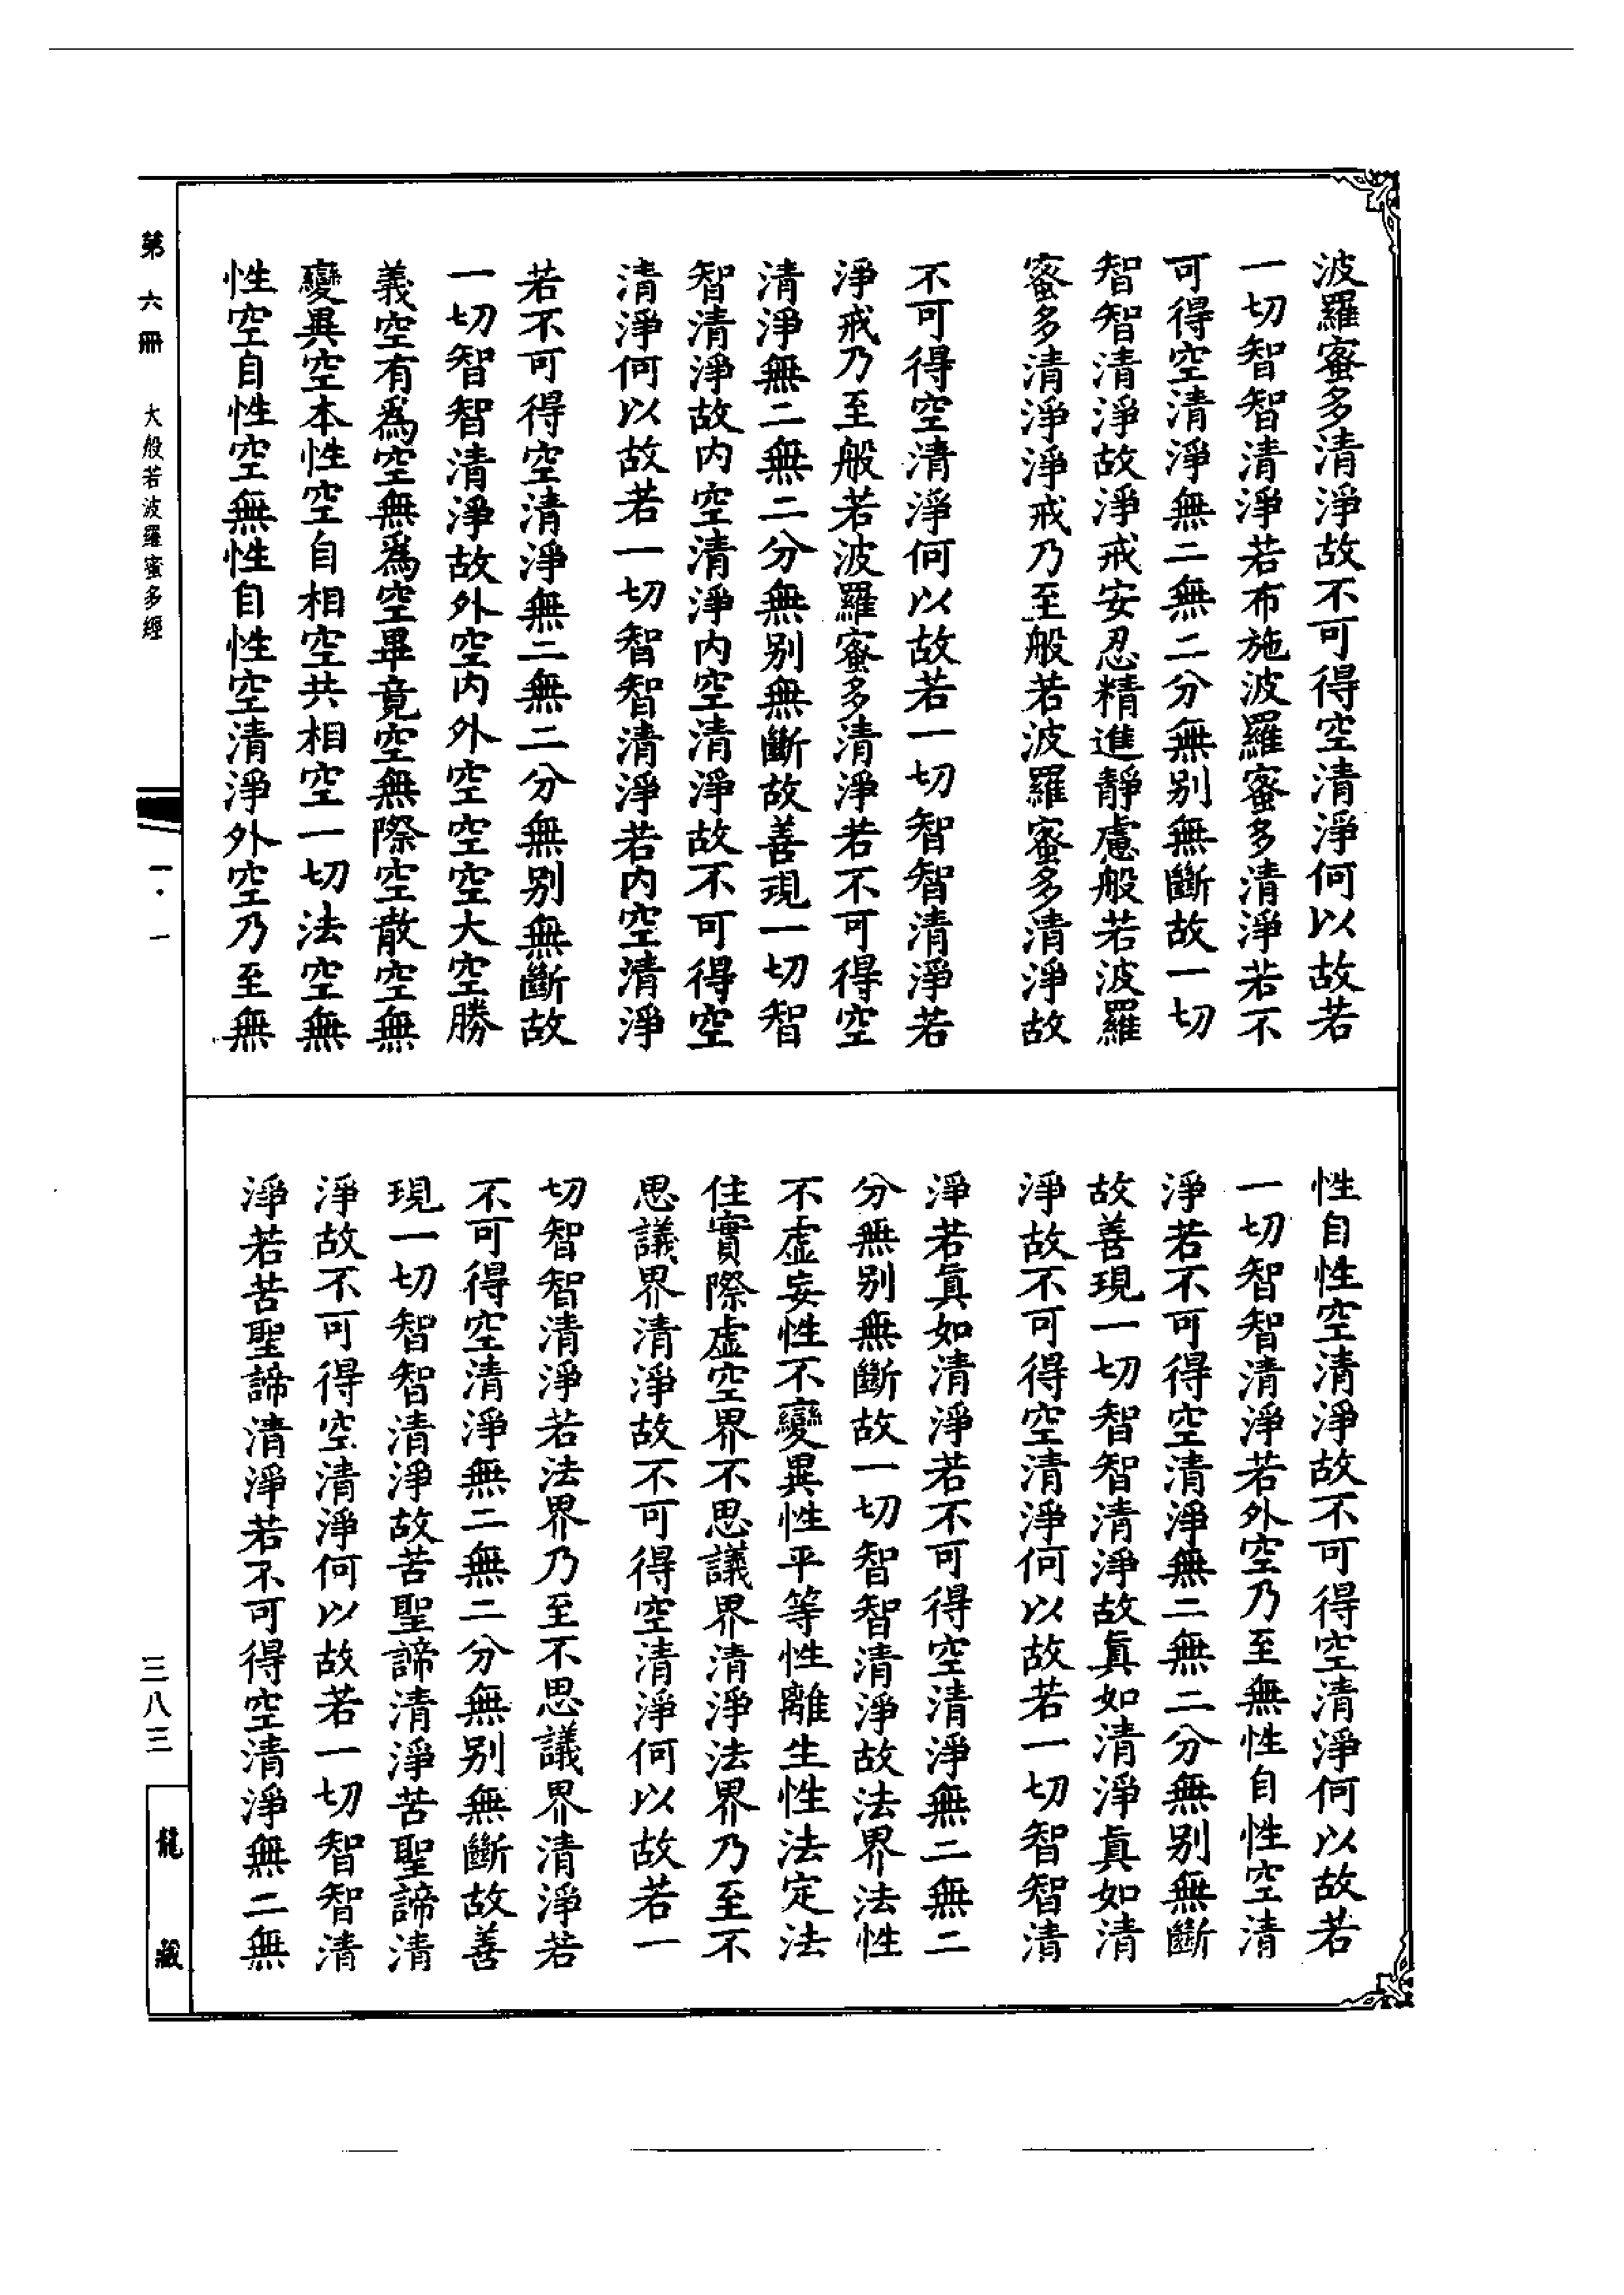 波羅蜜多清淨故不可得空清淨何以故若
一切智智清淨若布施波羅蜜多清淨若不
可得空清淨無二無二分無別無斷故一切
智智清淨故淨戒安忍精進靜慮般若波羅
蜜多清淨淨戒乃至般若波羅蜜多清淨故
不可得空清淨何以故若一切智智清淨若
淨戒乃至般若波羅蜜多清淨若不可得空
清淨無二無二分無別無斷故善現一切智
智清淨故內空清淨內空清淨故不可得空
清淨何以故若一切智智清淨若內空清淨
若不可得空清淨無二無二分無別無斷故
一切智智清淨故外空內外空空空大空勝
義空有為空無為空畢竟空無際空散空無
變異空本性空自相空共相空一切法空無
性空自性空無性自性空清淨外空乃至無
性自性空清淨故不可得空清淨何以故若
一切智智清淨若外空乃至無性自性空清
淨若不可得空清淨無二無二分無別無斷
故善現一切智智清淨故真如清淨真如清
淨故不可得空清淨何以故若一切智智清
淨若真如清淨若不可得空清淨無二無二
分無別無斷故一切智智清淨故法界法性
不虛妄性不變異性平等性離生性法定法
住實際虛空界不思議界清淨法界乃至不
思議界清淨故不可得空清淨何以故若一
切智智清淨若法界乃至不思議界清淨若
不可得空清淨無二無二分無別無斷故善
現一切智智清淨故苦聖諦清淨苦聖諦清
淨故不可得空清淨何以故若一切智智清
淨若苦聖諦清淨若不可得空清淨無二無
第六冊 大般若波羅蜜多經
一·一
三八三
龍藏